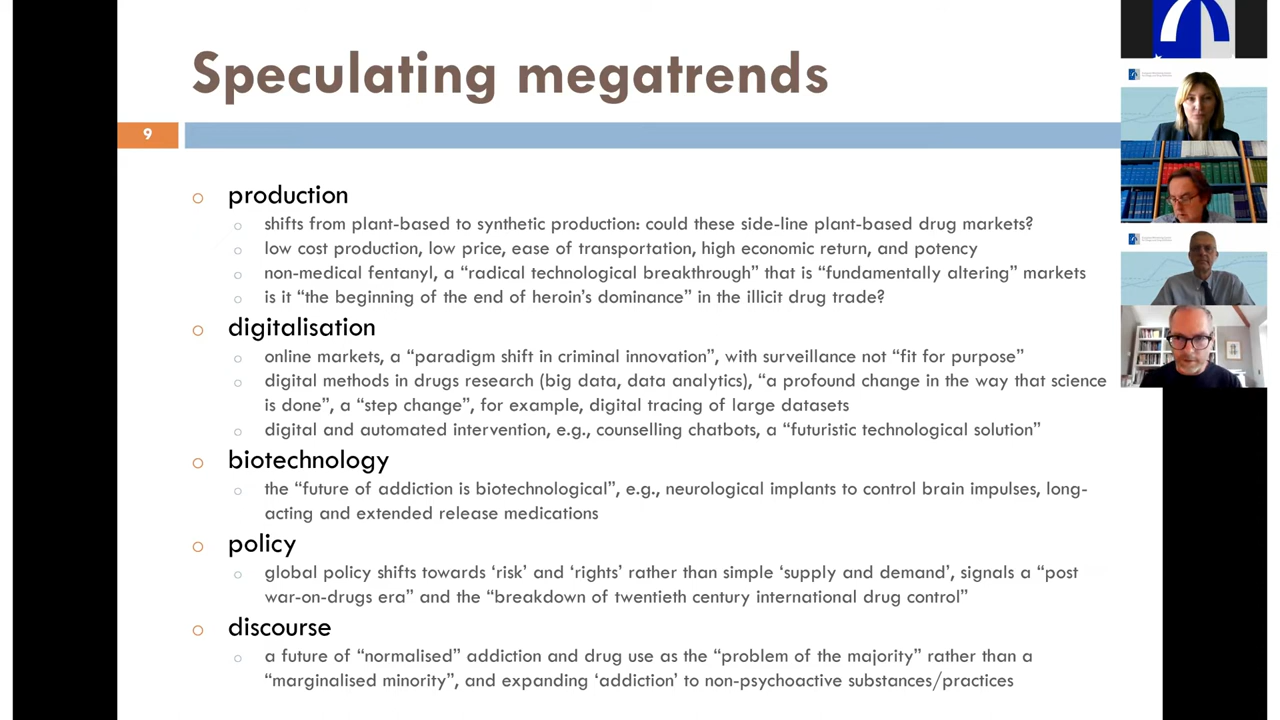 Speculating megatrends
9
production
shifts from plant-based to synthetic production: could these side-line plant-based drug markets?
low cost production, low price, ease of transportation, high economic return, and potency
non-medical fentanyl, a “radical technological breakthrough” that is “fundamentally altering” markets
is it “the beginning of the end of heroin’s dominance” in the illicit drug trade?
digitalisation
online markets, a “paradigm shift in criminal innovation”, with surveillance not “fit for purpose”
digital methods in drugs research (big data, data analytics), “a profound change in the way that science
is done”, a “step change”, for example, digital tracing of large datasets
digital and automated intervention, e.g., counselling chatbots, a “futuristic technological solution”
biotechnology
the “future of addiction is biotechnological”, e.g., neurological implants to control brain impulses, long-
acting and extended release medications
policy
global policy shifts towards ‘risk’ and ‘rights’ rather than simple ‘supply and demand’, signals a “post
war-on-drugs era” and the “breakdown of twentieth century international drug control”
discourse
a future of “normalised” addiction and drug use as the “problem of the majority” rather than a
“marginalised minority”, and expanding ‘addiction’ to non-psychoactive substances/practices